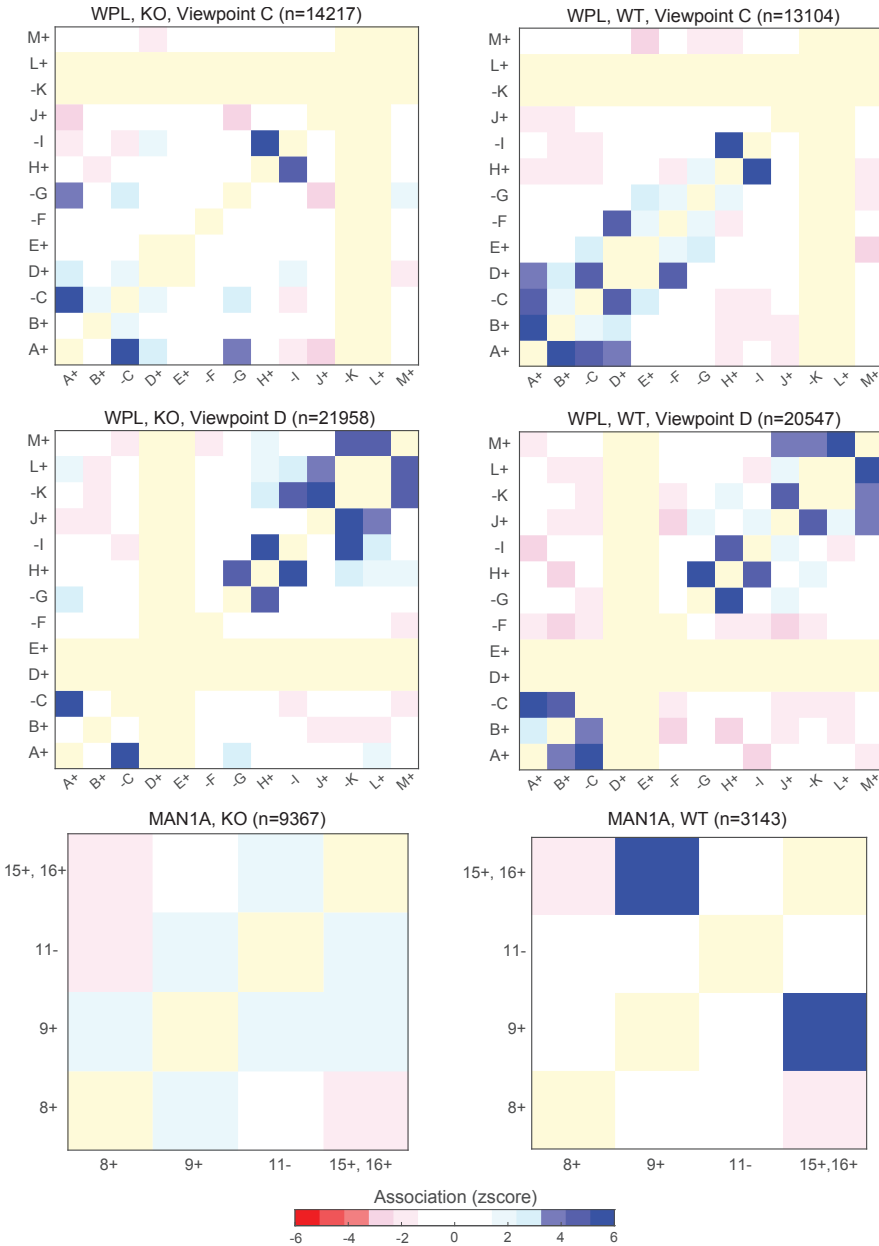 WPL, KO, Viewpoint C (n=14217)
M+
L+
-K
J+
-I
H+
-G
-F
E+
D+
-C
B+
A+
A+ B+ -C D+ E+ -F -G H+ -I J+ -K L+ M+
WPL, WT, Viewpoint C (n=13104)
M+
L+
-K
J+
-I
H+
-G
-F
E+
D+
-C
B+
A+
A+ B+ -C D+ E+ -F -G H+ -I J+ -K L+ M+
WPL, KO, Viewpoint D (n=21958)
M+
L+
-K
J+
-I
H+
-G
-F
E+
D+
-C
B+
A+
A+ B+ -C D+ E+ -F -G H+ -I J+ -K L+ M+
WPL, WT, Viewpoint D (n=20547)
M+
L+
-K
J+
-I
H+
-G
-F
E+
D+
-C
B+
A+
A+ B+ -C D+ E+ -F -G H+ -I J+ -K L+ M+
MAN1A, KO (n=9367)
15+, 16+
11-
9+
8+
8+ 9+ 11- 15+, 16+
MAN1A, WT (n=3143)
15+, 16+
11-
9+
8+
8+ 9+ 11- 15+,16+
Association (zscore)
-6 -4 -2 0 2 4 6